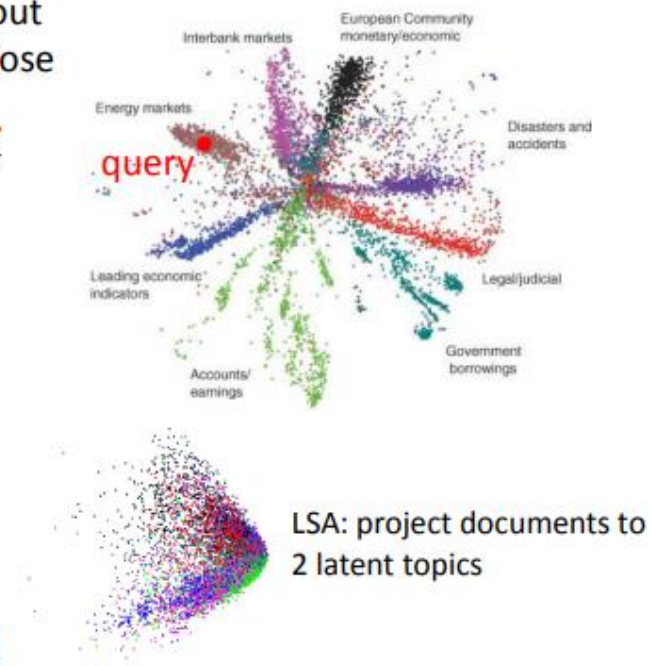 out
ose
European Community
monetary/economic
Interbank markets
Energy markets
Disasters and
accidents
query
Leading economic
indicators
Legal/judicial
Government
borrowings
Accounts/
earnings
LSA: project documents to
2 latent topics